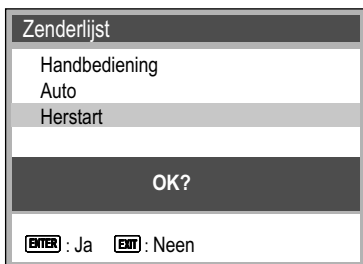 Zenderlijst
Handbediening
Auto
Herstart
OK?
ENTER : Ja EXIT : Neen